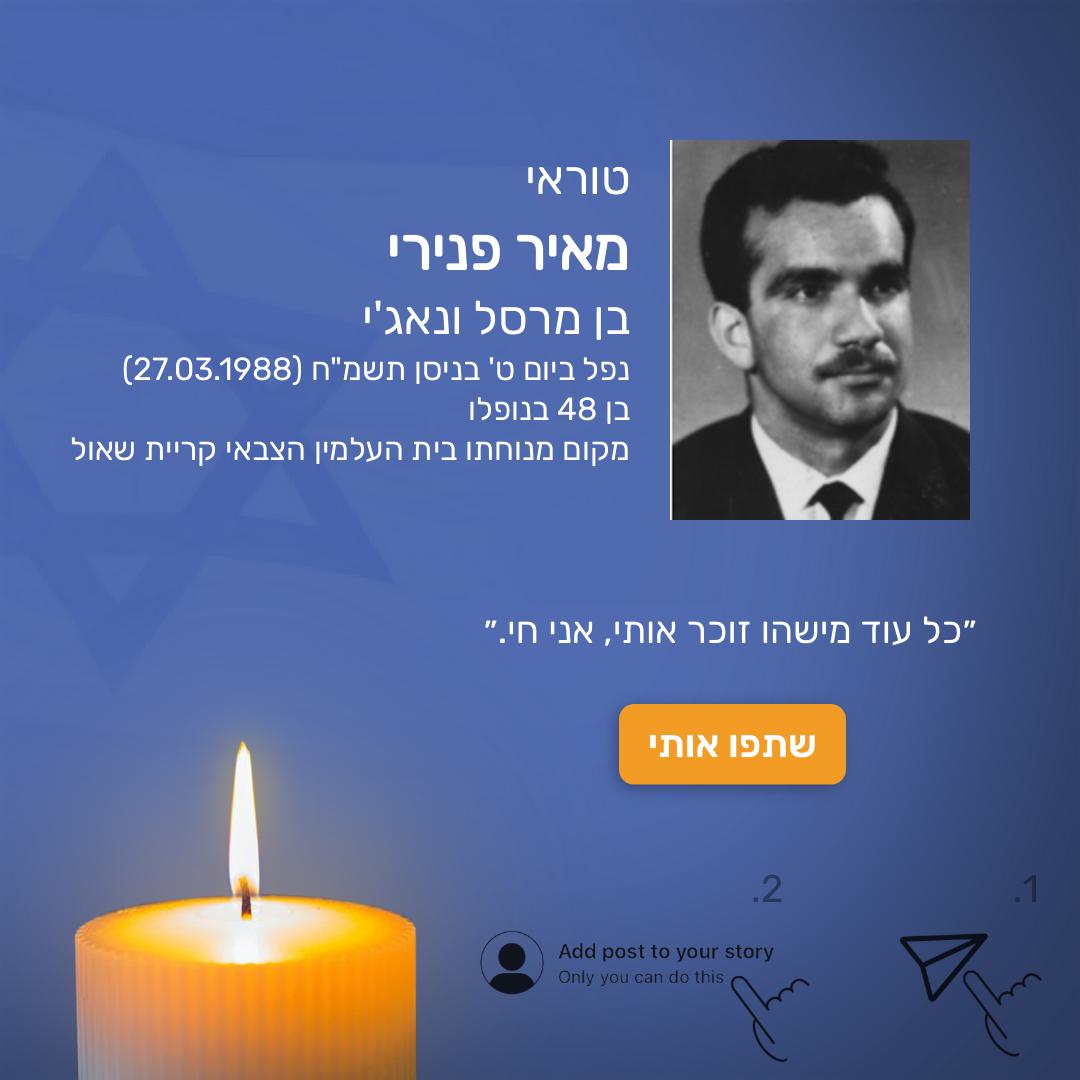 טוראי
מאיר פנירי
בן מרסל ונאג'י
נפל ביום ט' בניסן תשמ"ח (27.03.1988)
בן 48 בנופלו
מקום מנוחתו בית העלמין הצבאי קריית שאול
״כל עוד מישהו זוכר אותי, אני חי.״
שתפו אותי
.1
.2
Add post to your story
Only you can do this